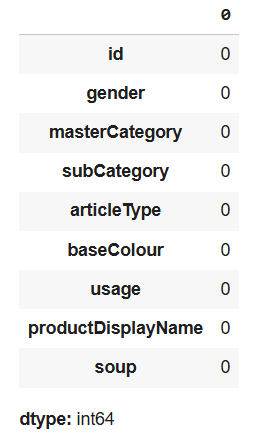 0
id 0
gender 0
masterCategory 0
subCategory 0
articleType 0
baseColour 0
usage 0
productDisplayName 0
soup 0
dtype: int64